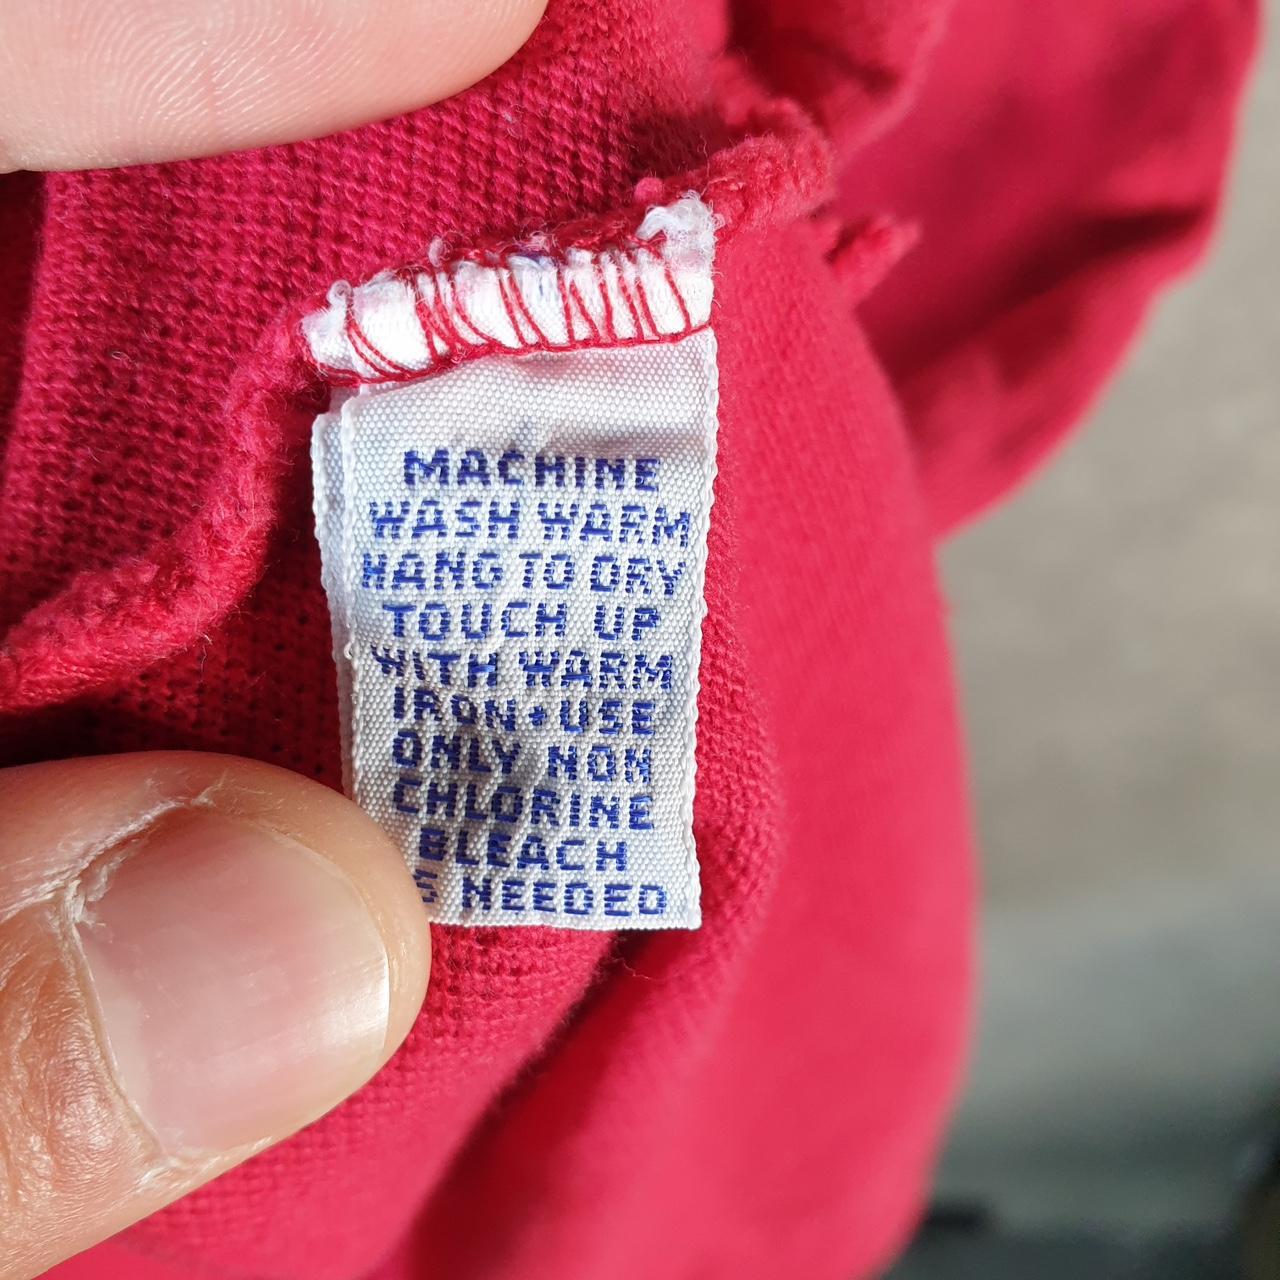 MACHINE
WASH WARM
HANG TO DRY
TOUCH UP
WITH WARM
IRON•USE
ONLY NON
CHLORINE
BLEACH
NEEDED